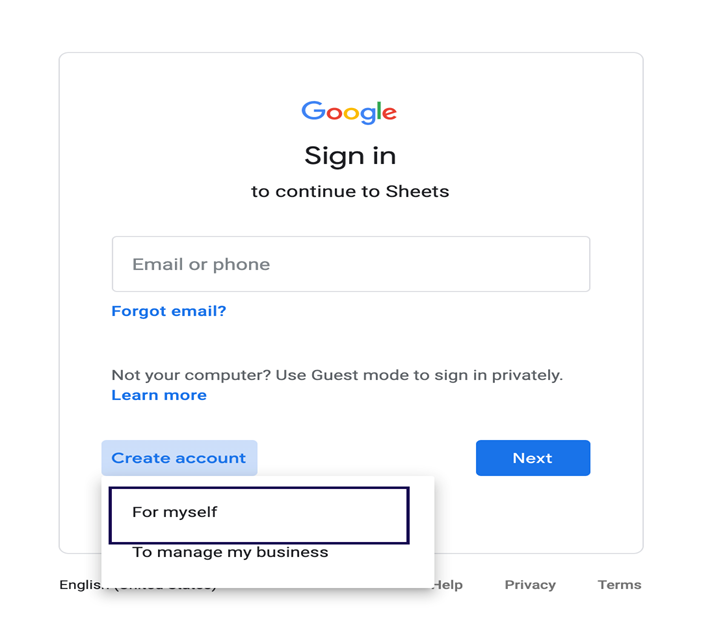 Google
Sign in
to continue to Sheets
Email or phone
Forgot email?
Not your computer? Use Guest mode to sign in privately.
Learn more
Create account
Next
For myself
To manage my business
English (United States)
Help
Privacy
Terms